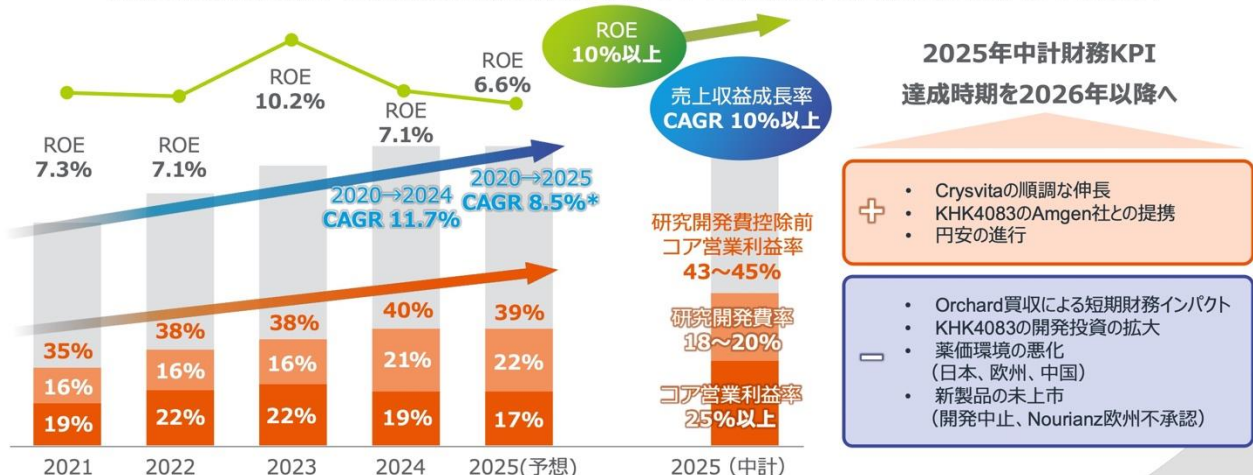 ROE
7.3%
ROE
7.1%
ROE
10.2%
ROE
7.1%
ROE
6.6%
ROE
10%以上
売上収益成長率
CAGR 10%以上
2020→2024
CAGR 11.7%
2020→2025
CAGR 8.5%*
35%
16%
19%
38%
16%
22%
38%
16%
22%
40%
21%
19%
39%
22%
17%
研究開発費控除前
コア営業利益率
43~45%
研究開発費率
18~20%
コア営業利益率
25%以上
2021
2022
2023
2024
2025(予想)
2025 (中計)
2025年中計財務KPI
達成時期を2026年以降へ
+
• Crysvitaの順調な伸長
• KHK4083のAmgen社との提携
• 円安の進行
−
• Orchard買収による短期財務インパクト
• KHK4083の開発投資の拡大
• 薬価環境の悪化
(日本、欧州、中国)
• 新製品の未上市
(開発中止、Nourianz欧州不承認)